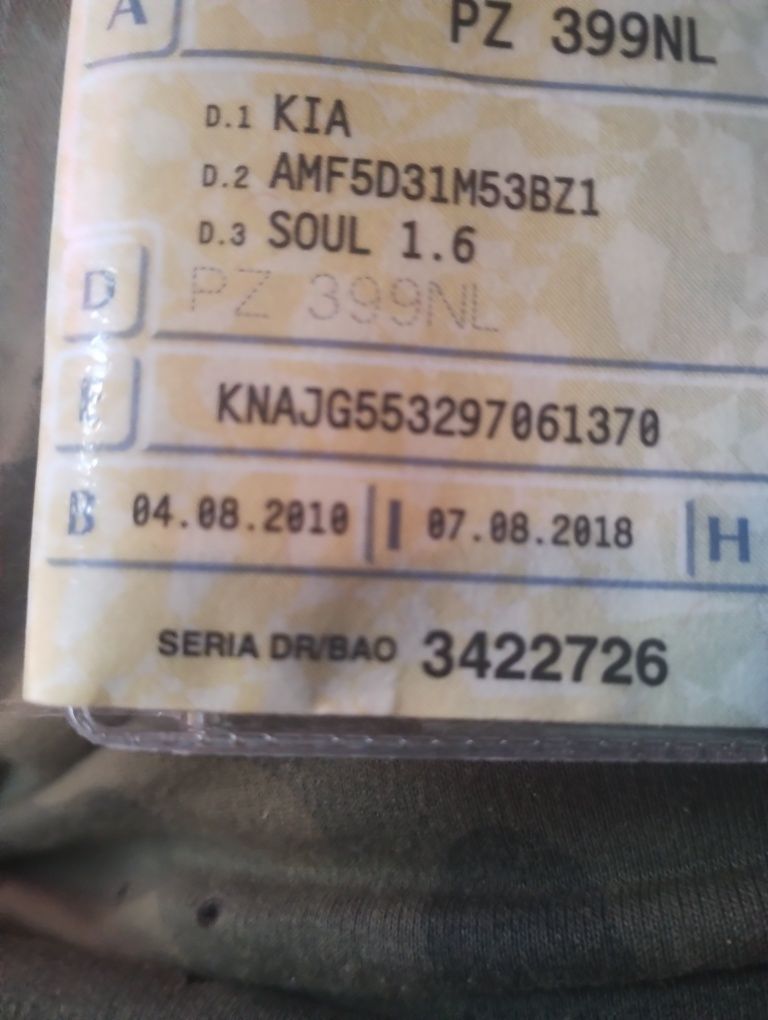 A PZ 399NL
D.1 KIA
D.2 AMF5D31M53BZ1
D.3 SOUL 1.6
D PZ 399NL
E KNAJG553297061370
B 04.08.2010 I 07.08.2018 H
SERIA DR/BAO 3422726